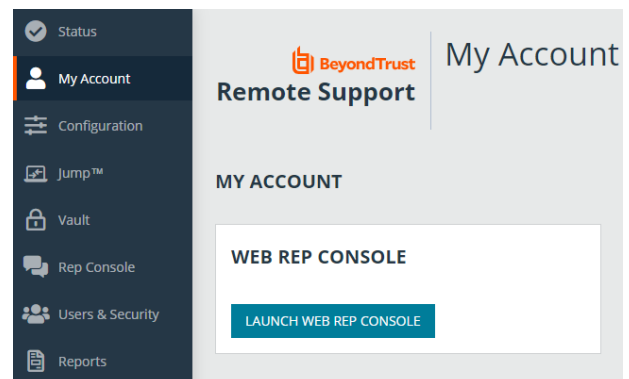 Status
My Account
Configuration
Jump™
Vault
Rep Console
Users & Security
Reports
BeyondTrust
Remote Support
My Account
MY ACCOUNT
WEB REP CONSOLE
LAUNCH WEB REP CONSOLE